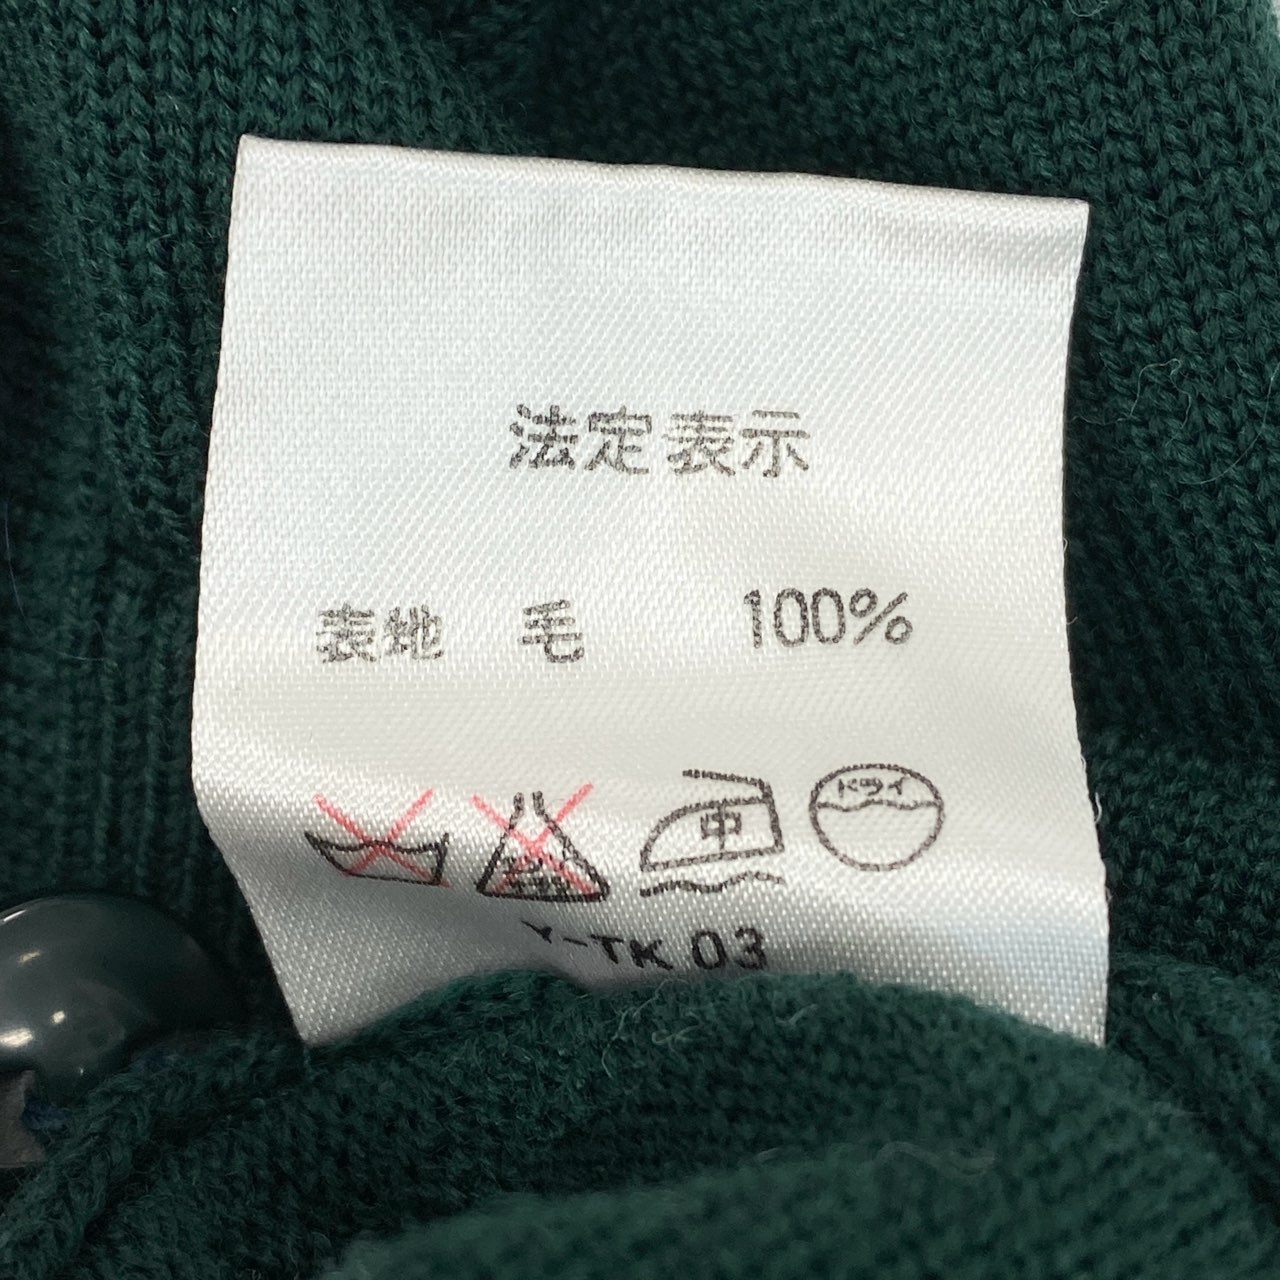 法定表示
表地 毛 100%
中 ドライ
Y-TK 03